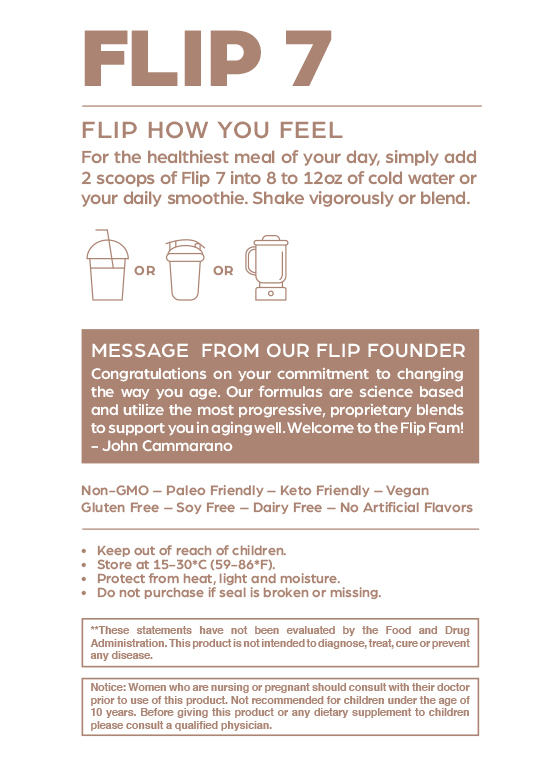 FLIP 7
FLIP HOW YOU FEEL
For the healthiest meal of your day, simply add
2 scoops of Flip 7 into 8 to 12oz of cold water or
your daily smoothie. Shake vigorously or blend.
OR OR
MESSAGE FROM OUR FLIP FOUNDER
Congratulations on your commitment to changing
the way you age. Our formulas are science based
and utilize the most progressive, proprietary blends
to support you in aging well. Welcome to the Flip Fam!
- John Cammarano
Non-GMO – Paleo Friendly – Keto Friendly – Vegan
Gluten Free – Soy Free – Dairy Free – No Artificial Flavors
• Keep out of reach of children.
• Store at 15-30*C (59-86*F).
• Protect from heat, light and moisture.
• Do not purchase if seal is broken or missing.
**These statements have not been evaluated by the Food and Drug
Administration. This product is not intended to diagnose, treat, cure or prevent
any disease.
Notice: Women who are nursing or pregnant should consult with their doctor
prior to use of this product. Not recommended for children under the age of
10 years. Before giving this product or any dietary supplement to children
please consult a qualified physician.